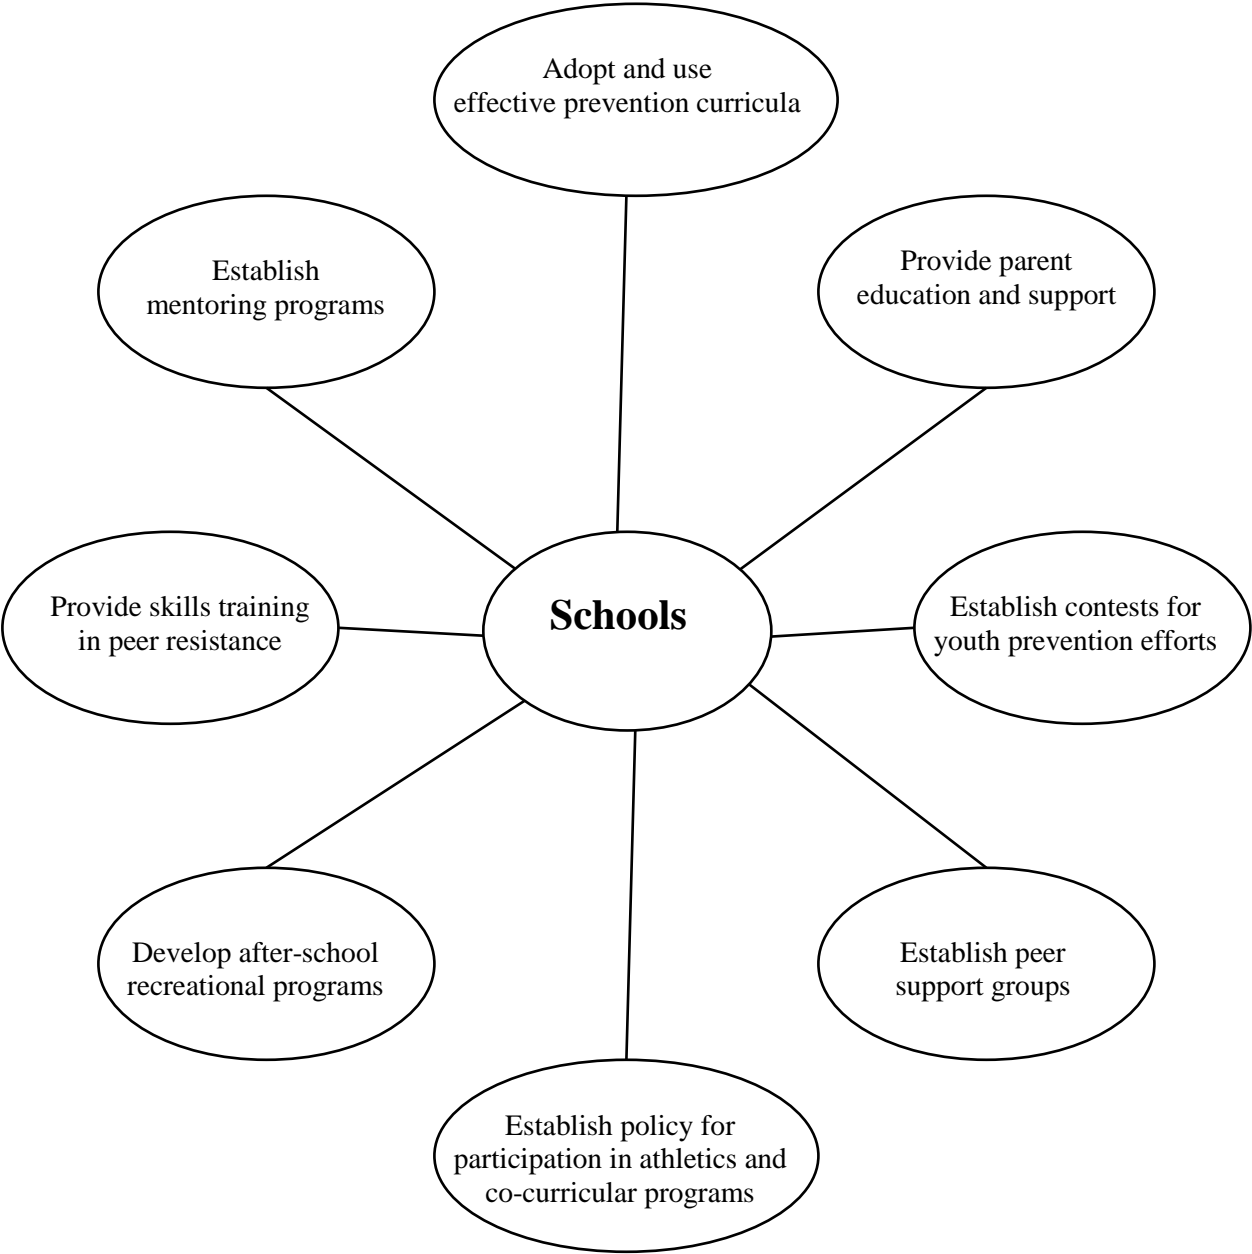 Adopt and use
effective prevention curricula
Establish
mentoring programs
Provide parent
education and support
Provide skills training
in peer resistance
Schools
Establish contests for
youth prevention efforts
Develop after-school
recreational programs
Establish peer
support groups
Establish policy for
participation in athletics and
co-curricular programs